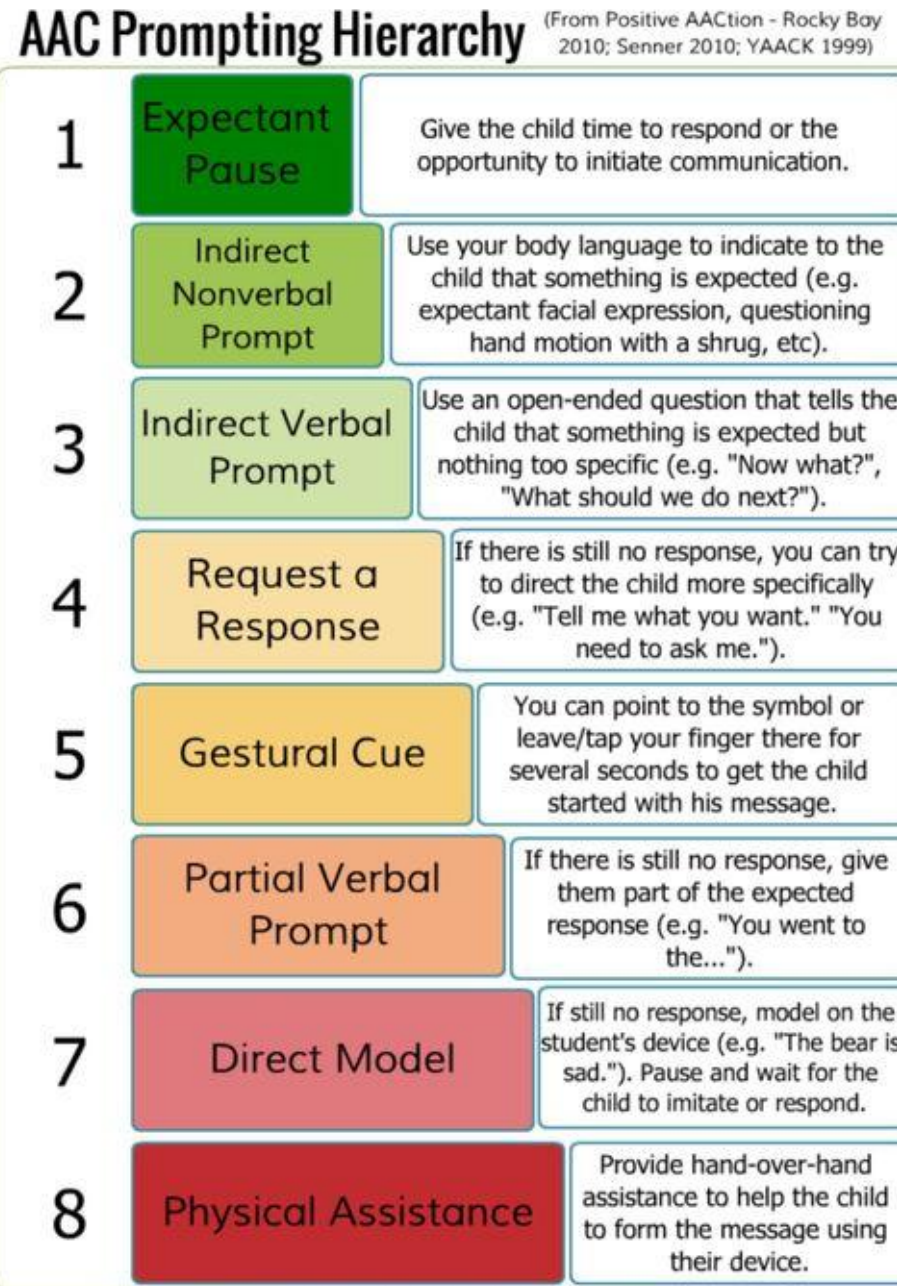 AAC Prompting Hierarchy
(From Positive AACtion - Rocky Bay
2010; Senner 2010; YAACK 1999)
1
Expectant
Pause
Give the child time to respond or the
opportunity to initiate communication.
2
Indirect
Nonverbal
Prompt
Use your body language to indicate to the
child that something is expected (e.g.
expectant facial expression, questioning
hand motion with a shrug, etc).
3
Indirect Verbal
Prompt
Use an open-ended question that tells the
child that something is expected but
nothing too specific (e.g. "Now what?",
"What should we do next?").
4
Request a
Response
If there is still no response, you can try
to direct the child more specifically
(e.g. "Tell me what you want." "You
need to ask me.").
5
Gestural Cue
You can point to the symbol or
leave/tap your finger there for
several seconds to get the child
started with his message.
6
Partial Verbal
Prompt
If there is still no response, give
them part of the expected
response (e.g. "You went to
the...").
7
Direct Model
If still no response, model on the
student's device (e.g. "The bear is
sad."). Pause and wait for the
child to imitate or respond.
8
Physical Assistance
Provide hand-over-hand
assistance to help the child
to form the message using
their device.